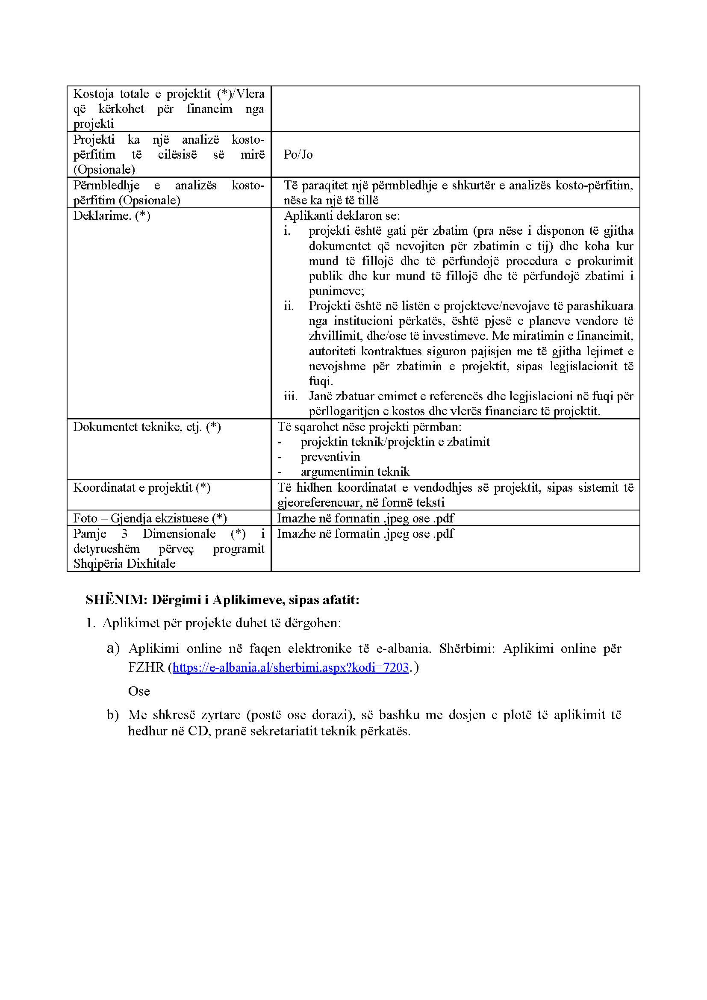 Kostoja totale e projektit (*)/Vlera
që kërkohet për financim nga
projekti
Projekti ka një analizë kosto-
përfitim të cilësisë së mirë
(Opsionale)
Po/Jo
Përmbledhje e analizës kosto-
përfitim (Opsionale)
Të paraqitet një përmbledhje e shkurtër e analizës kosto-përfitim,
nëse ka një të tillë
Deklarime. (*)
Aplikanti deklaron se:
i. projekti është gati për zbatim (pra nëse i disponon të gjitha
dokumentet që nevojiten për zbatimin e tij) dhe koha kur
mund të fillojë dhe të përfundojë procedura e prokurimit
publik dhe kur mund të fillojë dhe të përfundojë zbatimi i
punimeve;
ii. Projekti është në listën e projekteve/nevojave të parashikuara
nga institucioni përkatës, është pjesë e planeve vendore të
zhvillimit, dhe/ose të investimeve. Me miratimin e financimit,
autoriteti kontraktues siguron pajisjen me të gjitha lejimet e
nevojshme për zbatimin e projektit, sipas legjislacionit të
fuqi.
iii. Janë zbatuar cmimet e referencës dhe legjislacioni në fuqi për
përllogaritjen e kostos dhe vlerës financiare të projektit.
Dokumentet teknike, etj. (*)
Të sqarohet nëse projekti përmban:
- projektin teknik/projektin e zbatimit
- preventivin
- argumentimin teknik
Koordinatat e projektit (*)
Të hidhen koordinatat e vendodhjes së projektit, sipas sistemit të
gjeoreferencuar, në formë teksti
Foto – Gjendja ekzistuese (*)
Imazhe në formatin .jpeg ose .pdf
Pamje 3 Dimensionale (*) i
detyrueshëm përveç programit
Shqipëria Dixhitale
Imazhe në formatin .jpeg ose .pdf
SHËNIM: Dërgimi i Aplikimeve, sipas afatit:
1. Aplikimet për projekte duhet të dërgohen:
a) Aplikimi online në faqen elektronike të e-albania. Shërbimi: Aplikimi online për
FZHR (https://e-albania.al/sherbimi.aspx?kodi=7203.)
Ose
b) Me shkresë zyrtare (postë ose dorazi), së bashku me dosjen e plotë të aplikimit të
hedhur në CD, pranë sekretariatit teknik përkatës.